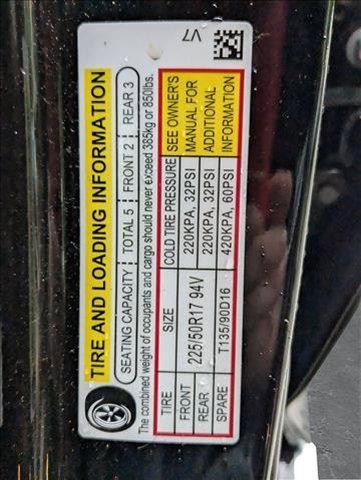 TIRE AND LOADING INFORMATION
SEATING CAPACITY TOTAL 5 FRONT 2 REAR 3
The combined weight of occupants and cargo should never exceed 385kg or 850lbs.
TIRE SIZE COLD TIRE PRESSURE SEE OWNER'S
FRONT 225/50R17 94V 220KPA, 32PSI MANUAL FOR
REAR 220KPA, 32PSI ADDITIONAL
SPARE T135/90D16 420KPA, 60PSI INFORMATION
V7